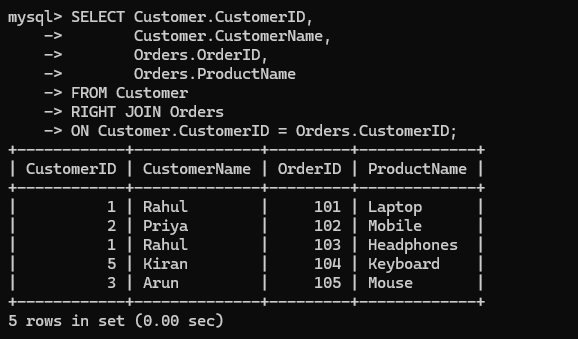 mysql> SELECT Customer.CustomerID,
    ->        Customer.CustomerName,
    ->        Orders.OrderID,
    ->        Orders.ProductName
    -> FROM Customer
    -> RIGHT JOIN Orders
    -> ON Customer.CustomerID = Orders.CustomerID;
+------------+--------------+---------+-------------+
| CustomerID | CustomerName | OrderID | ProductName |
+------------+--------------+---------+-------------+
|          1 | Rahul        |     101 | Laptop      |
|          2 | Priya        |     102 | Mobile      |
|          1 | Rahul        |     103 | Headphones  |
|          5 | Kiran        |     104 | Keyboard    |
|          3 | Arun         |     105 | Mouse       |
+------------+--------------+---------+-------------+
5 rows in set (0.00 sec)